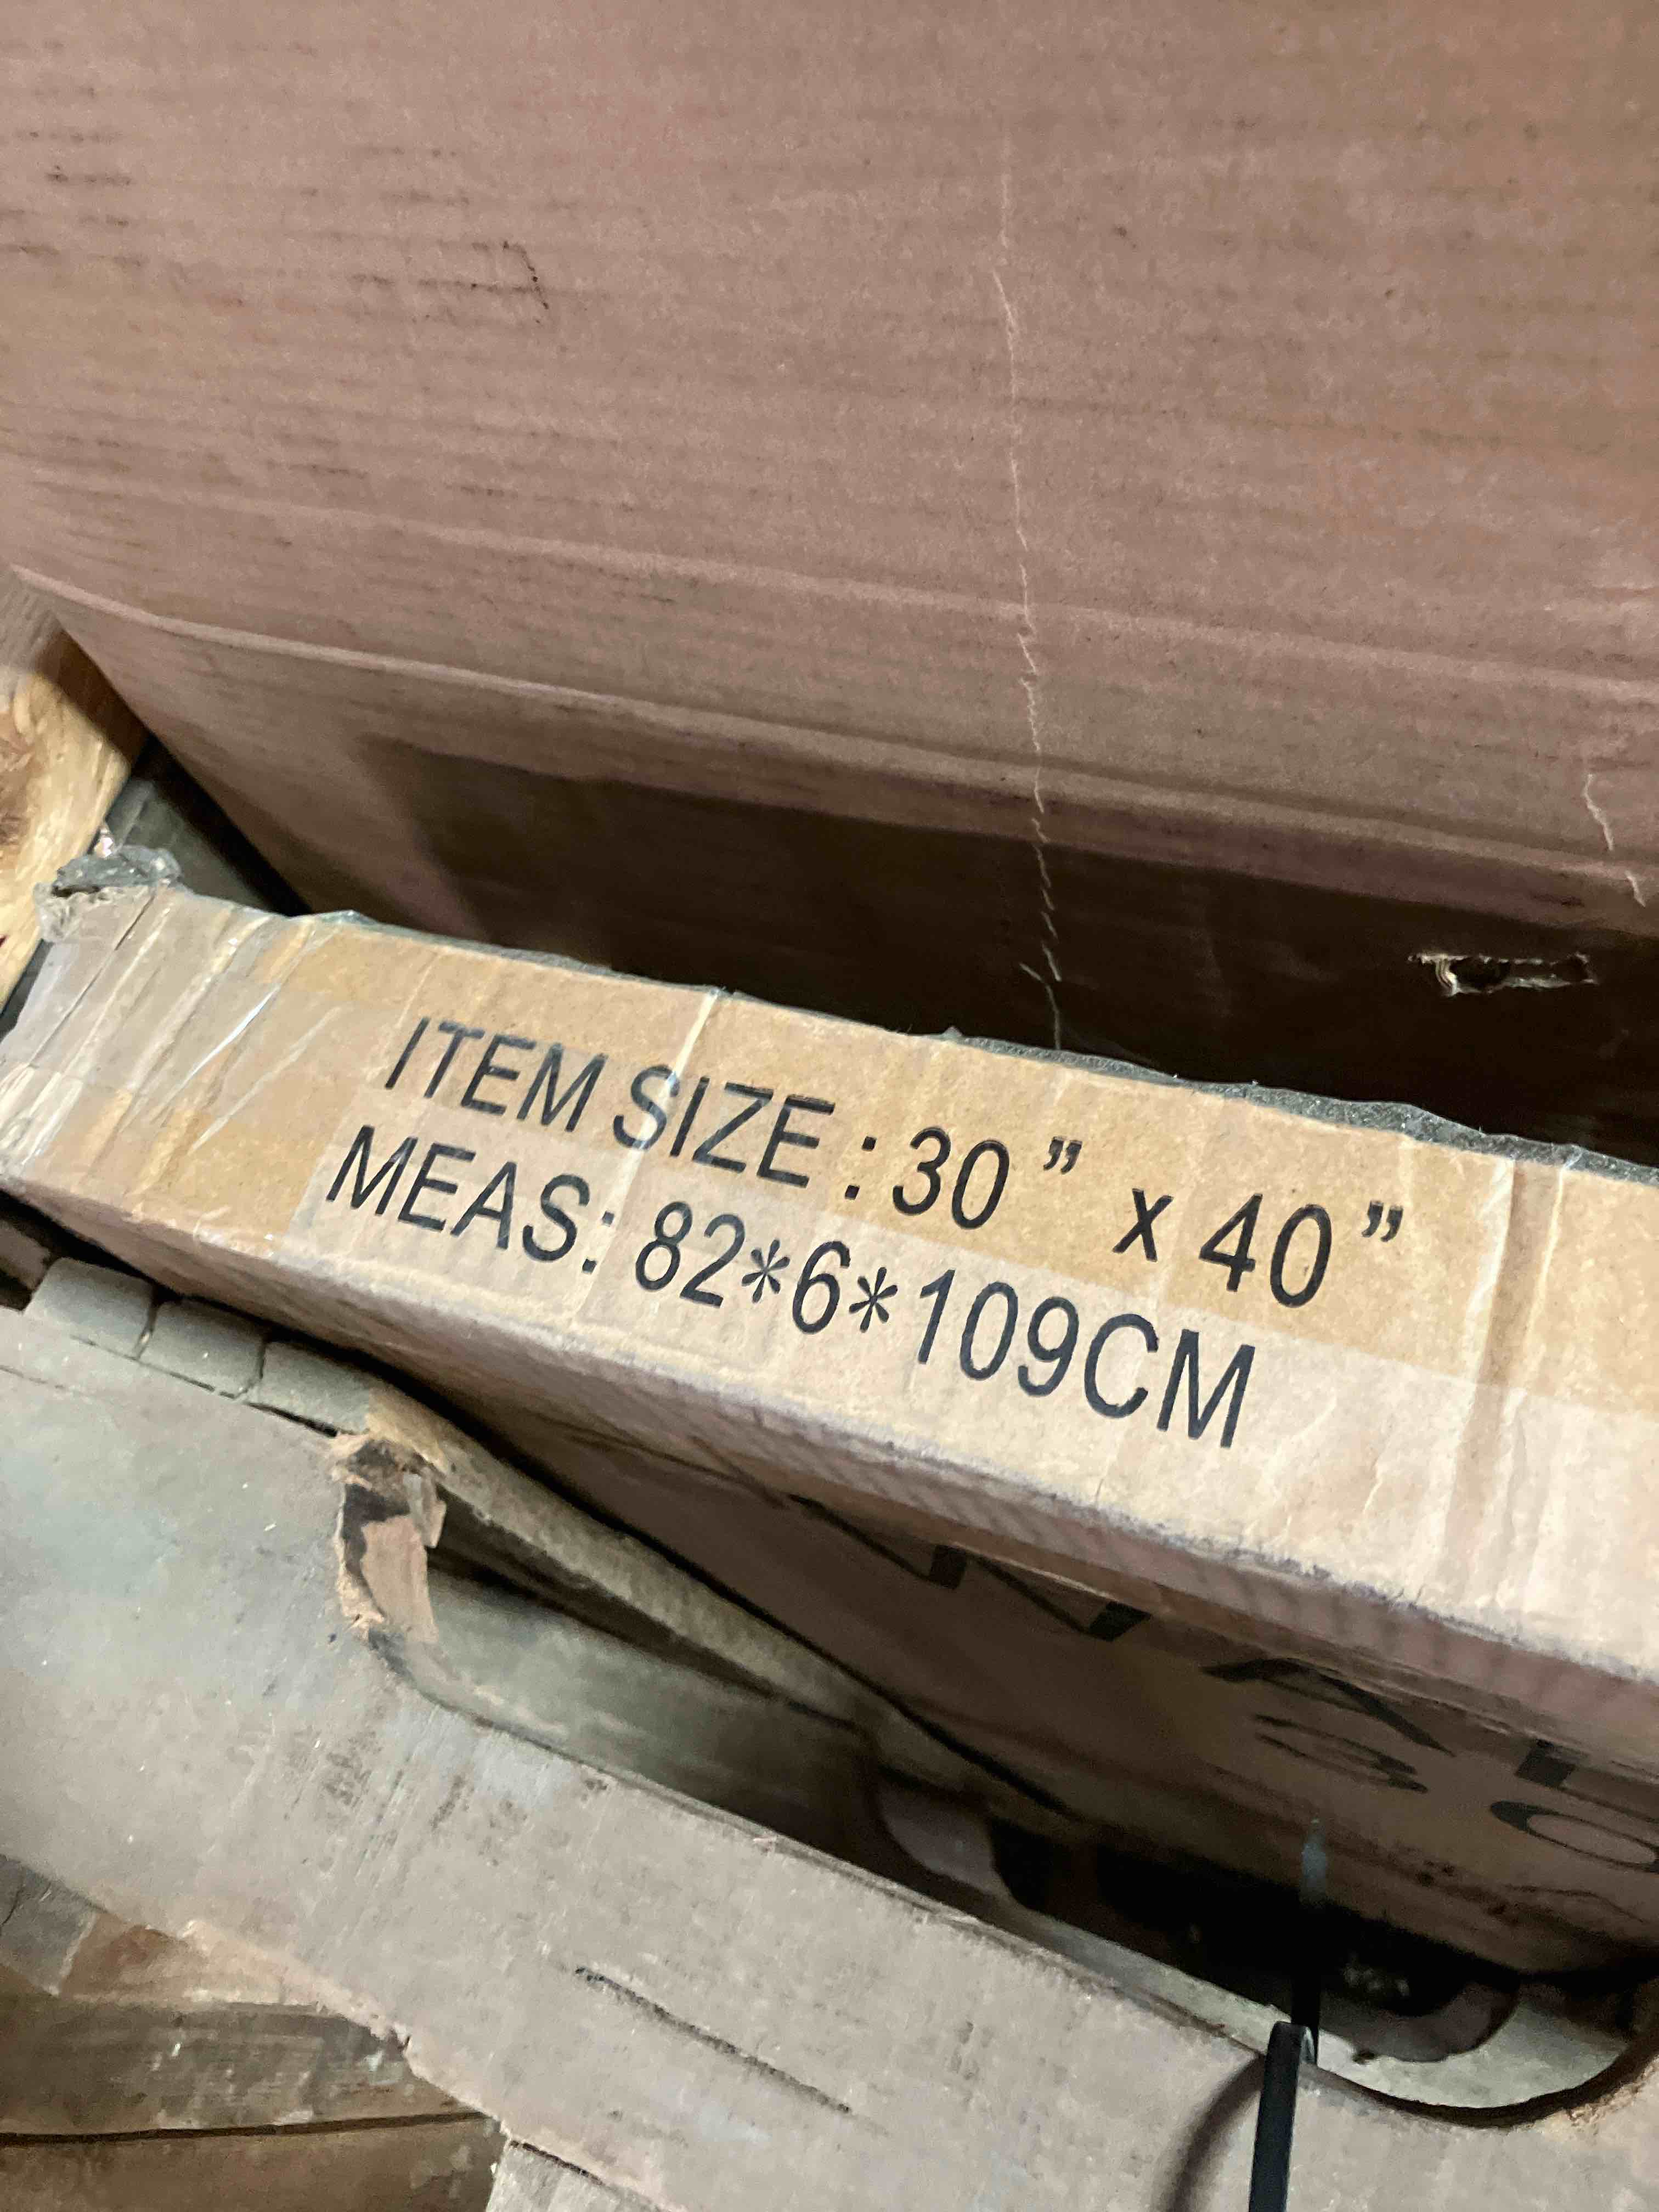 ITEM SIZE : 30" x 40"
MEAS: 82*6*109CM